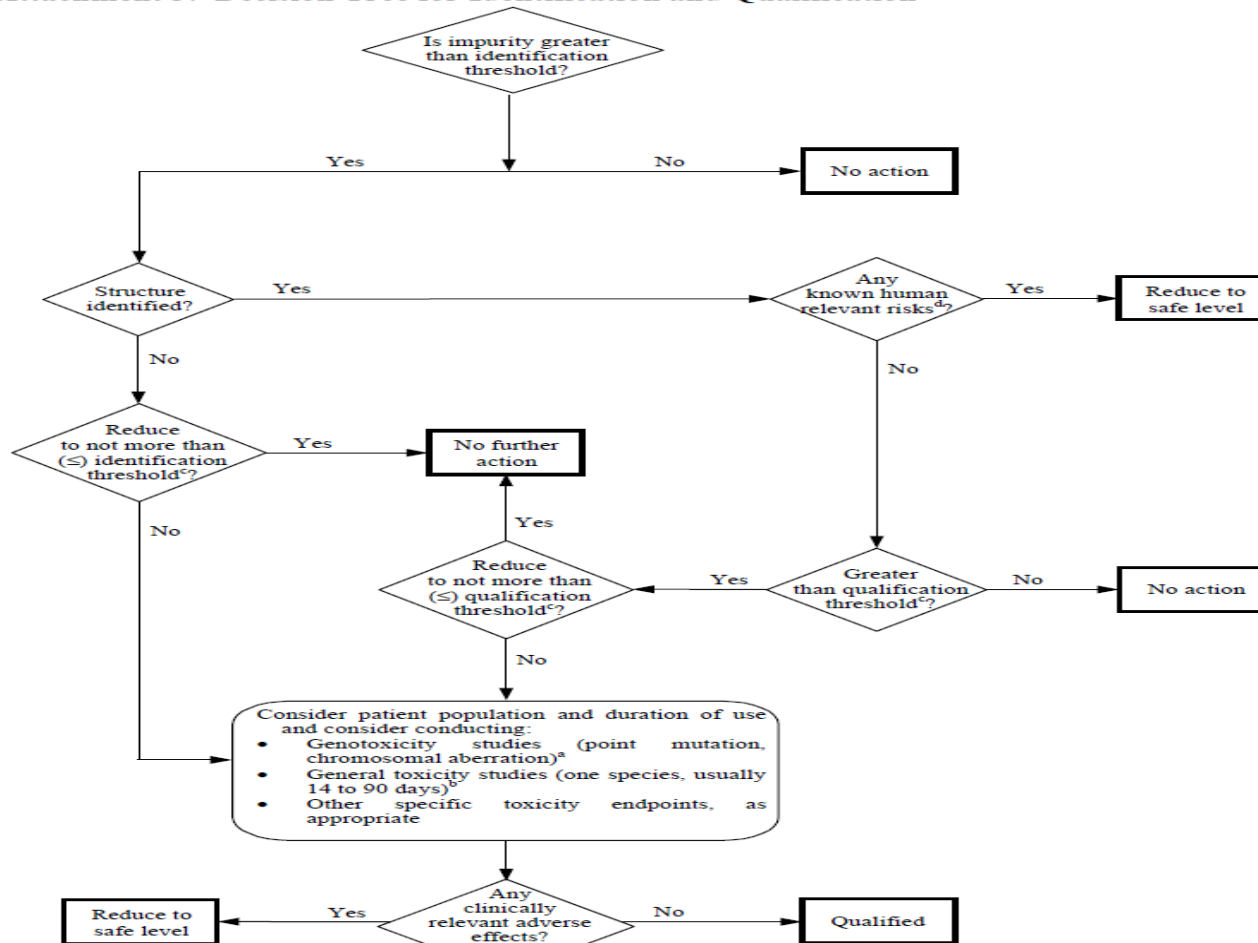 Is impurity greater
than identification
threshold?
Yes
No
No action
Structure
identified?
Yes
Any
known human
relevant risksᵈ?
Yes
Reduce to
safe level
No
No
Reduce
to not more than
(≤) identification
thresholdᶜ?
Yes
No further
action
No
Yes
Reduce
to not more than
(≤) qualification
thresholdᶜ?
Yes
Greater
than qualification
thresholdᶜ?
No
No action
No
Consider patient population and duration of use
and consider conducting:
• Genotoxicity studies (point mutation,
chromosomal aberration)ᵃ
• General toxicity studies (one species, usually
14 to 90 days)ᵇ
• Other specific toxicity endpoints, as
appropriate
Reduce to
safe level
Yes
Any
clinically
relevant adverse
effects?
No
Qualified